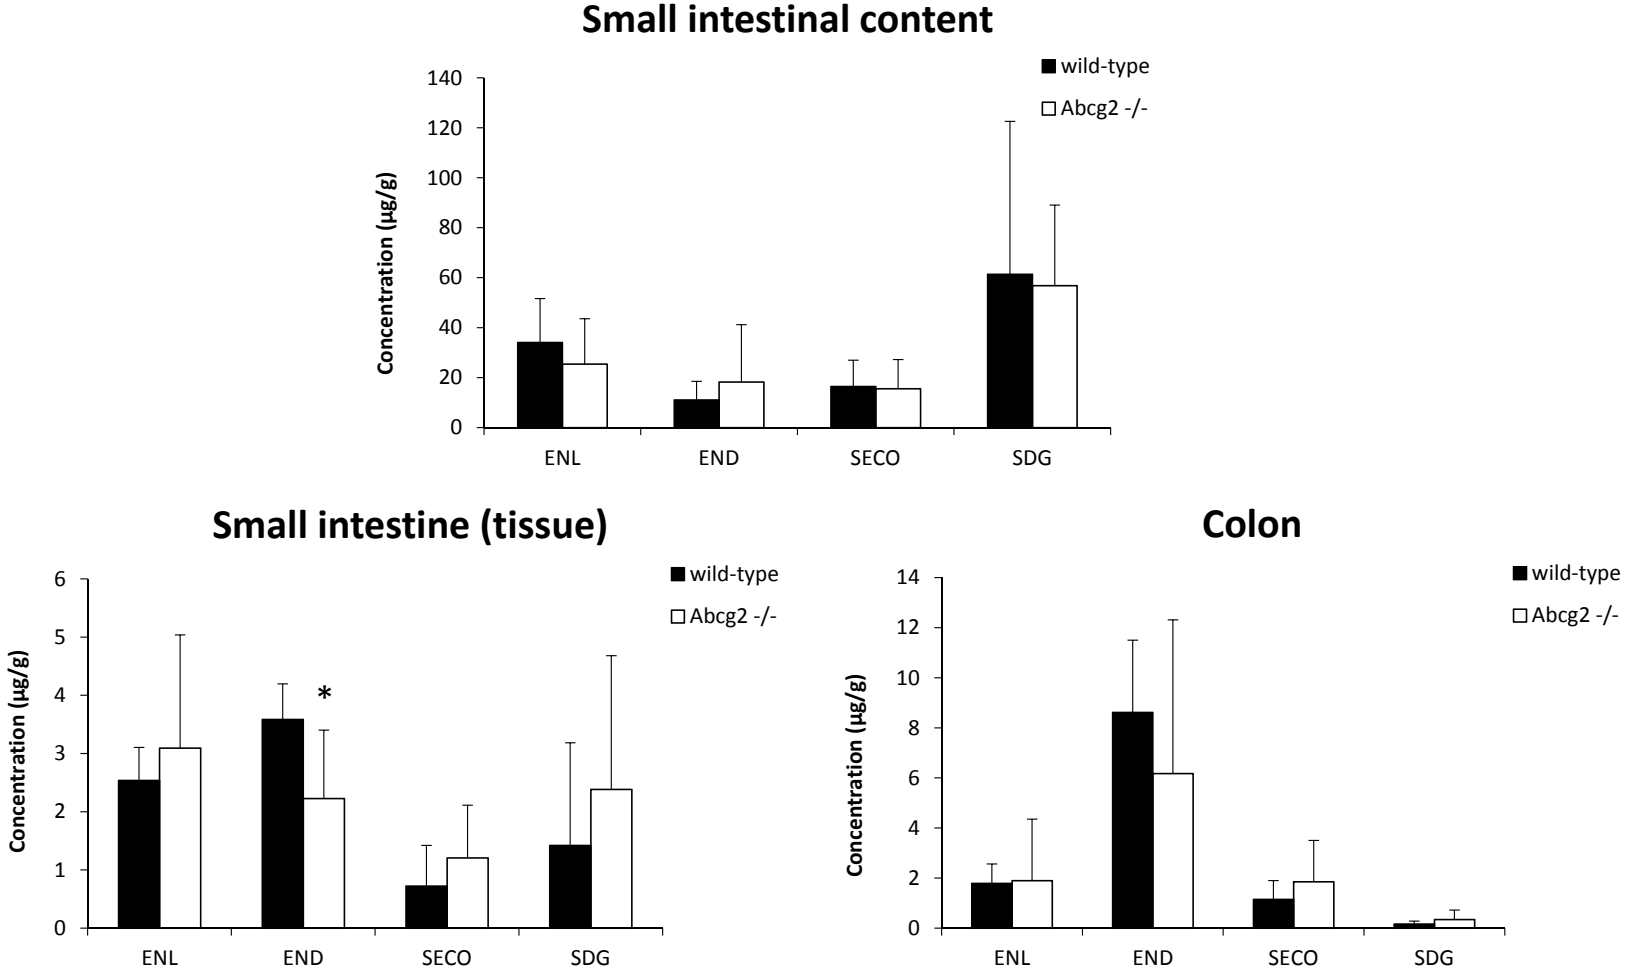 Small intestinal content
wild-type
Abcg2 -/-
Concentration (µg/g)
140
120
100
80
60
40
20
0
ENL END SECO SDG
Small intestine (tissue)
wild-type
Abcg2 -/-
Concentration (µg/g)
6
5
4
3
2
1
0
*
ENL END SECO SDG
Colon
wild-type
Abcg2 -/-
Concentration (µg/g)
14
12
10
8
6
4
2
0
ENL END SECO SDG